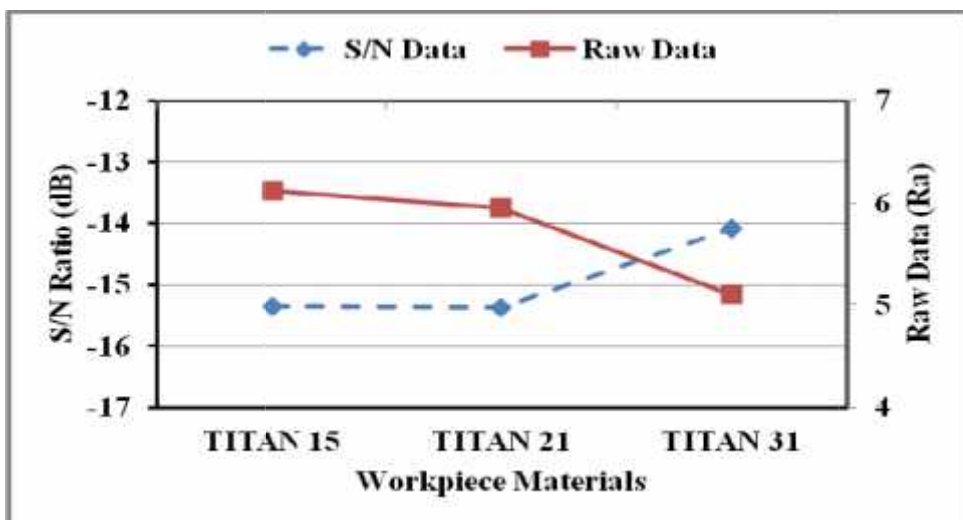 S/N Data Raw Data
-12
-13
-14
-15
-16
-17
S/N Ratio (dB)
7
6
5
4
Raw Data (Ra)
TITAN 15 TITAN 21 TITAN 31
Workpiece Materials